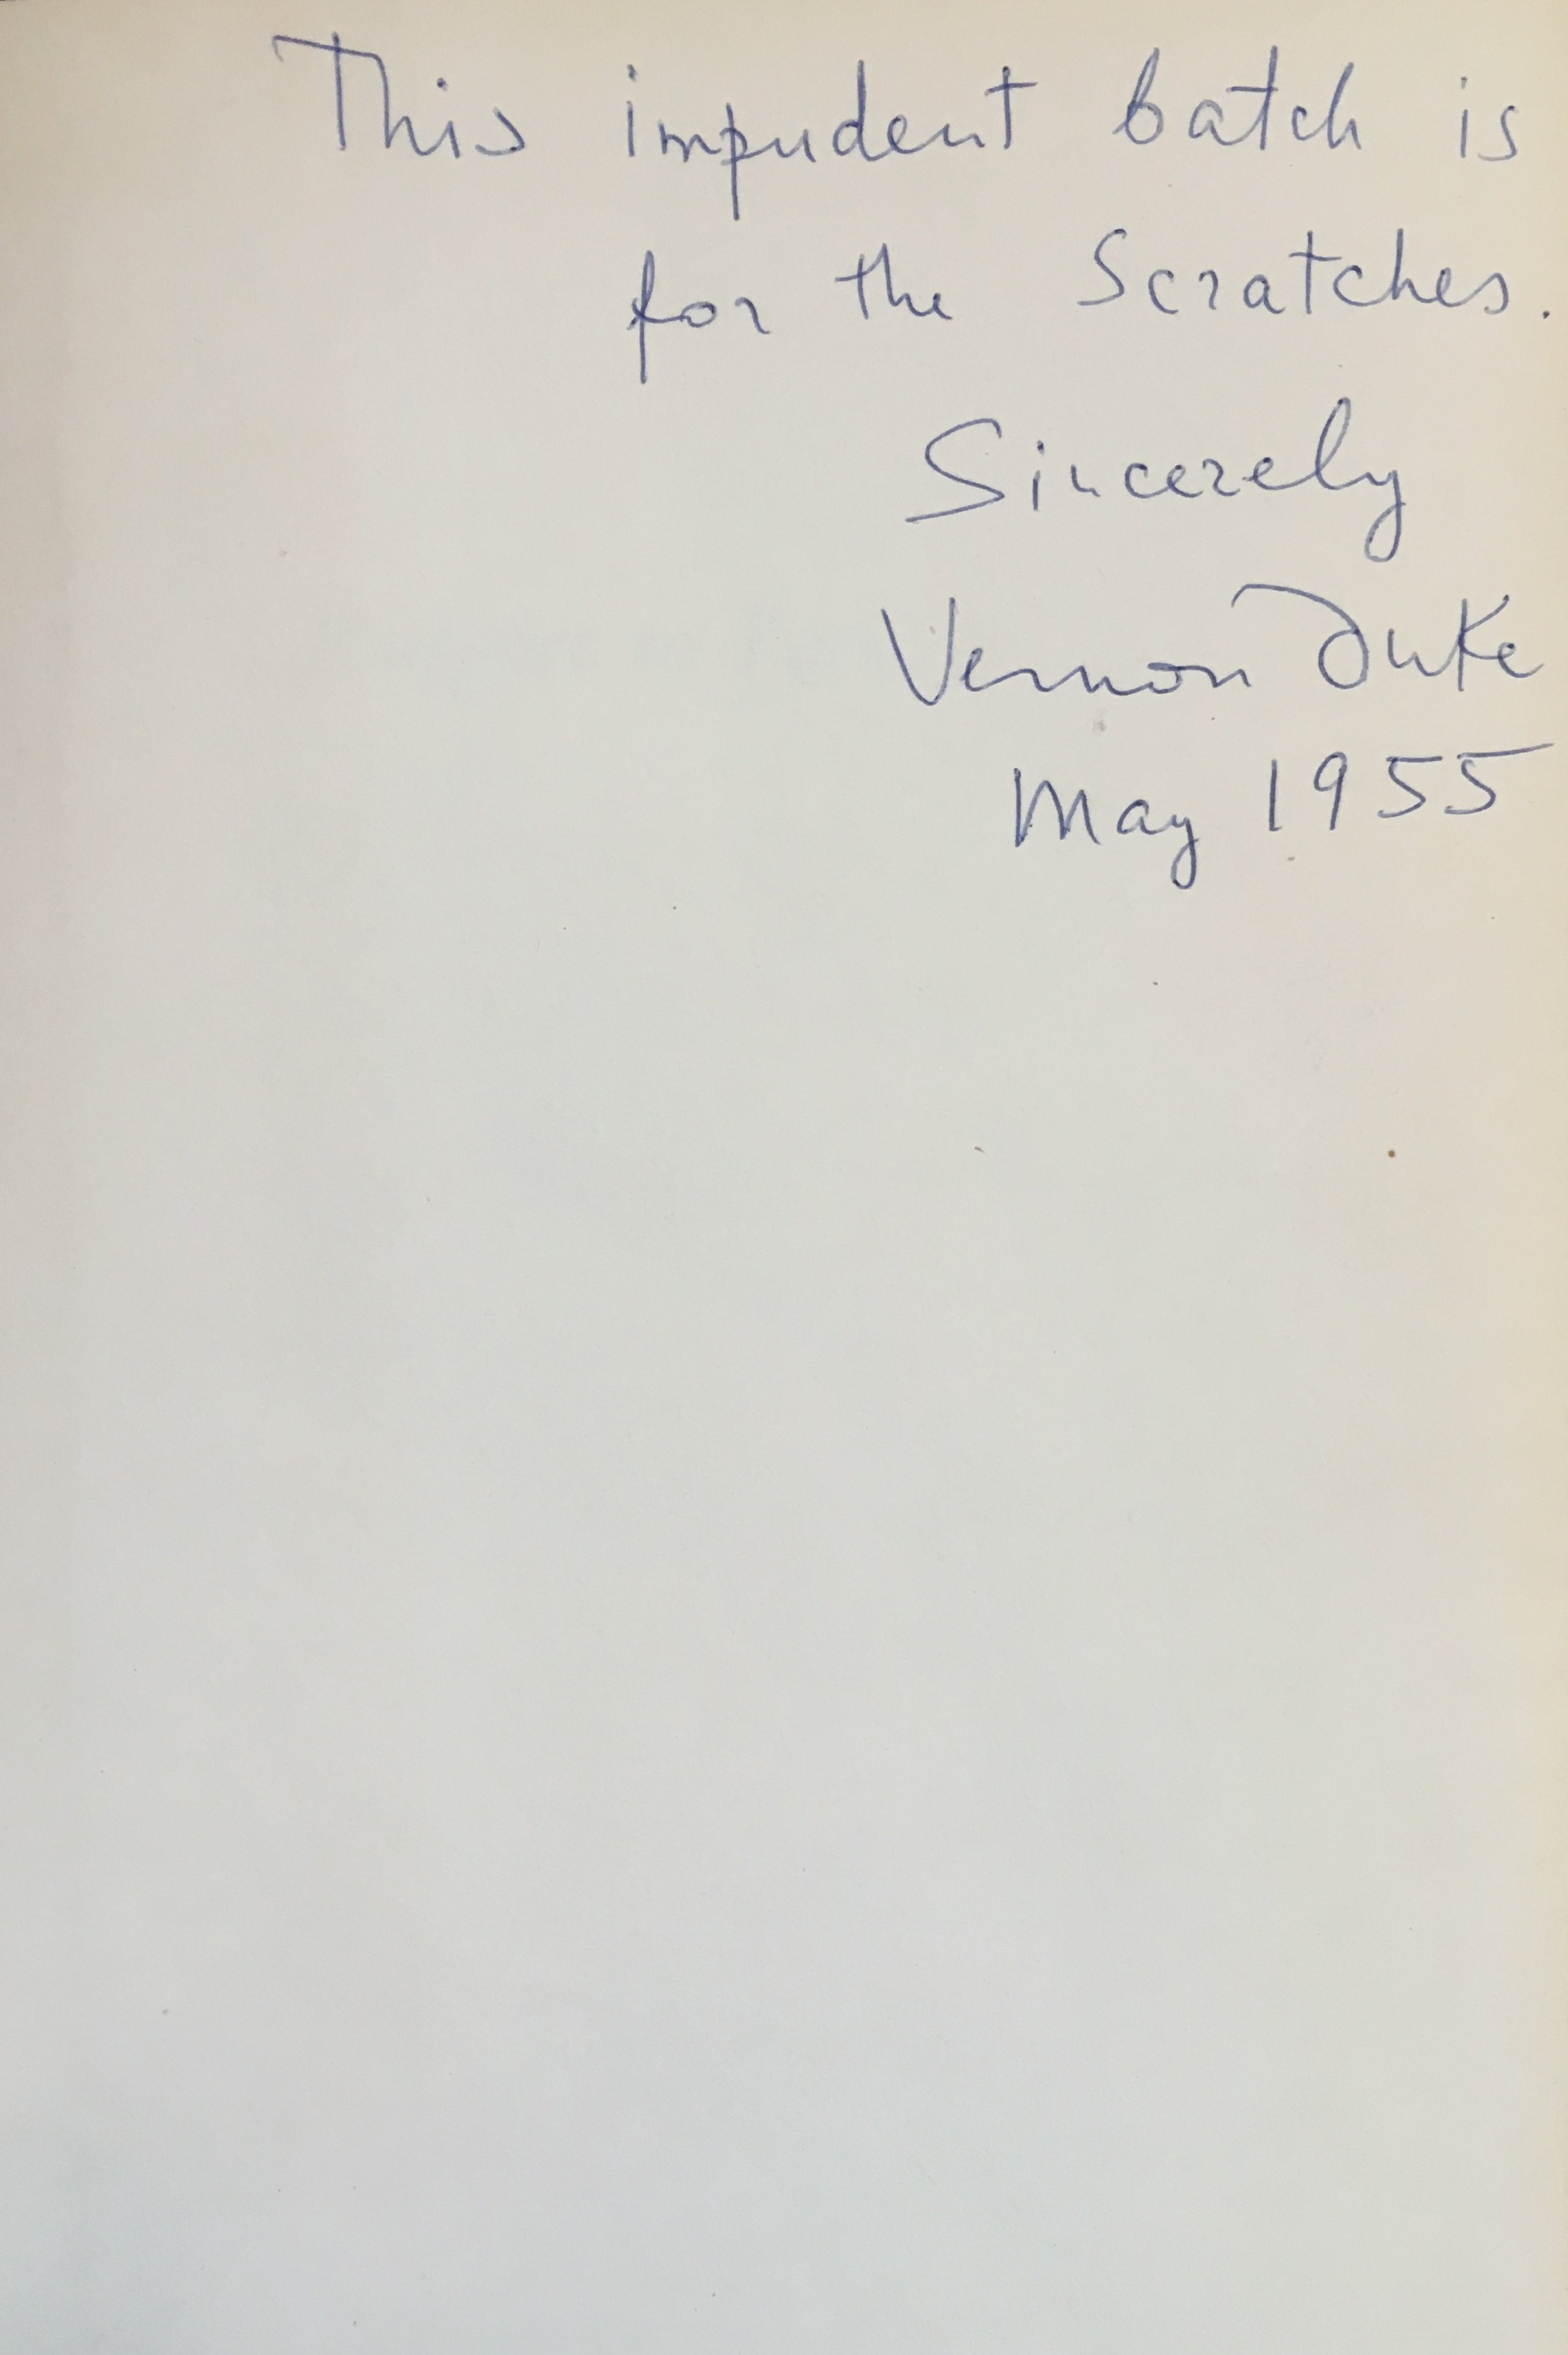 This impudent batch is
for the Scratches.
Sincerely
Vernon Duke
May 1955